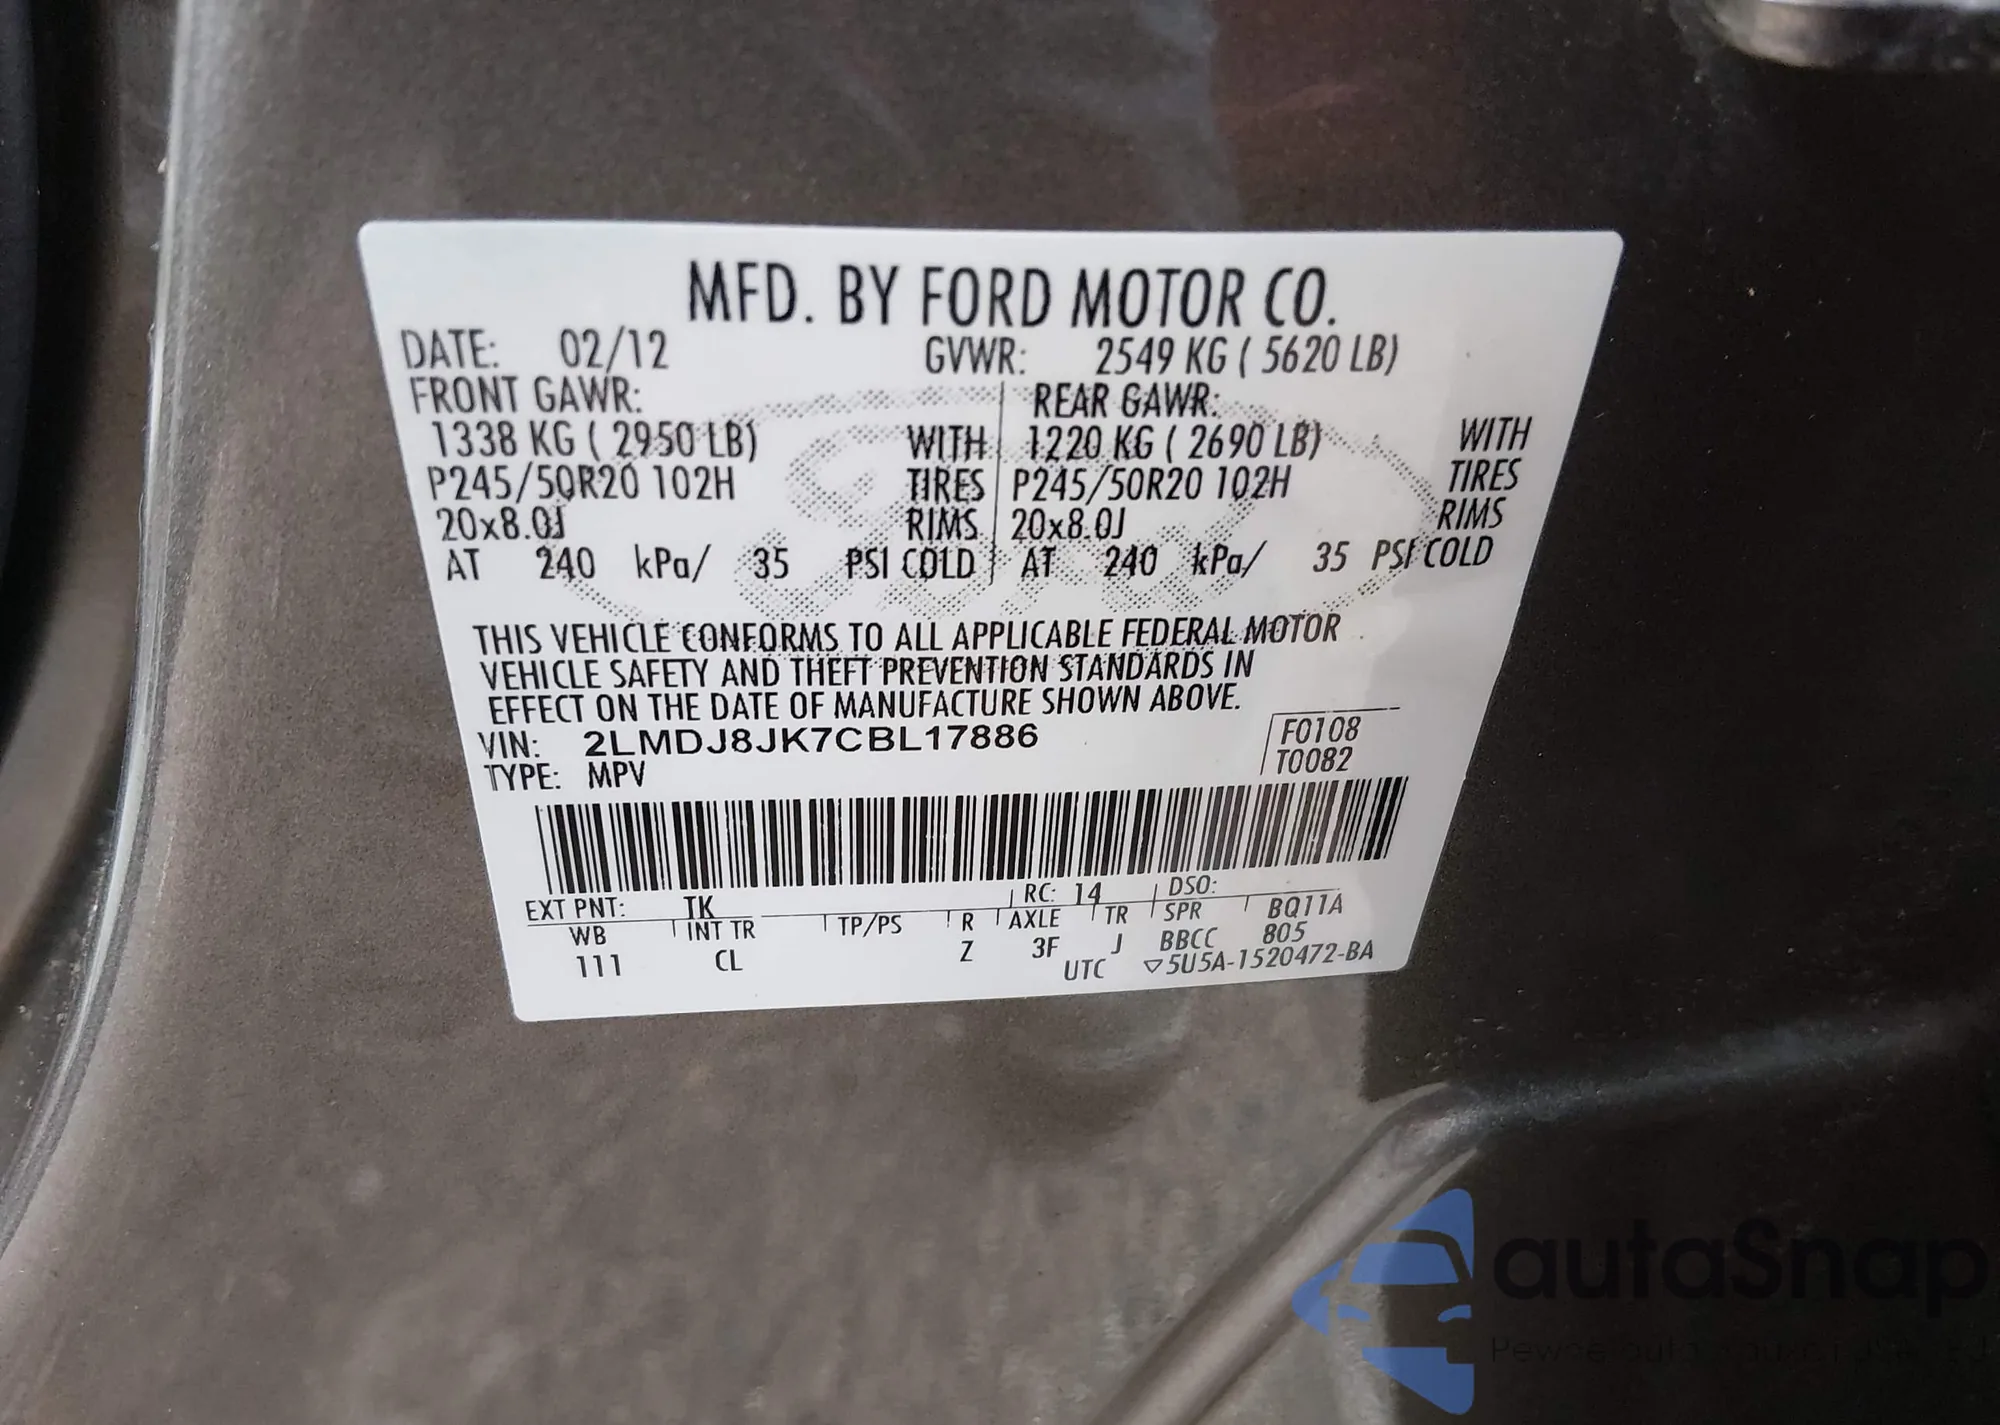 MFD. BY FORD MOTOR CO.
DATE: 02/12 GVWR: 2549 KG ( 5620 LB)
FRONT GAWR: REAR GAWR:
1338 KG ( 2950 LB) WITH 1220 KG ( 2690 LB) WITH
P245/50R20 102H TIRES P245/50R20 102H TIRES
20x8.0J RIMS 20x8.0J RIMS
AT 240 kPa/ 35 PSI COLD AT 240 kPa/ 35 PSI COLD
THIS VEHICLE CONFORMS TO ALL APPLICABLE FEDERAL MOTOR
VEHICLE SAFETY AND THEFT PREVENTION STANDARDS IN
EFFECT ON THE DATE OF MANUFACTURE SHOWN ABOVE.
VIN: 2LMDJ8JK7CBL17886 F0108
TYPE: MPV T0082
EXT PNT: TK RC: 14 DSO:
WB INT TR TP/PS R AXLE TR SPR BQ11A
111 CL Z 3F J BBCC 805
UTC ▽5U5A-1520472-BA
autaSnap